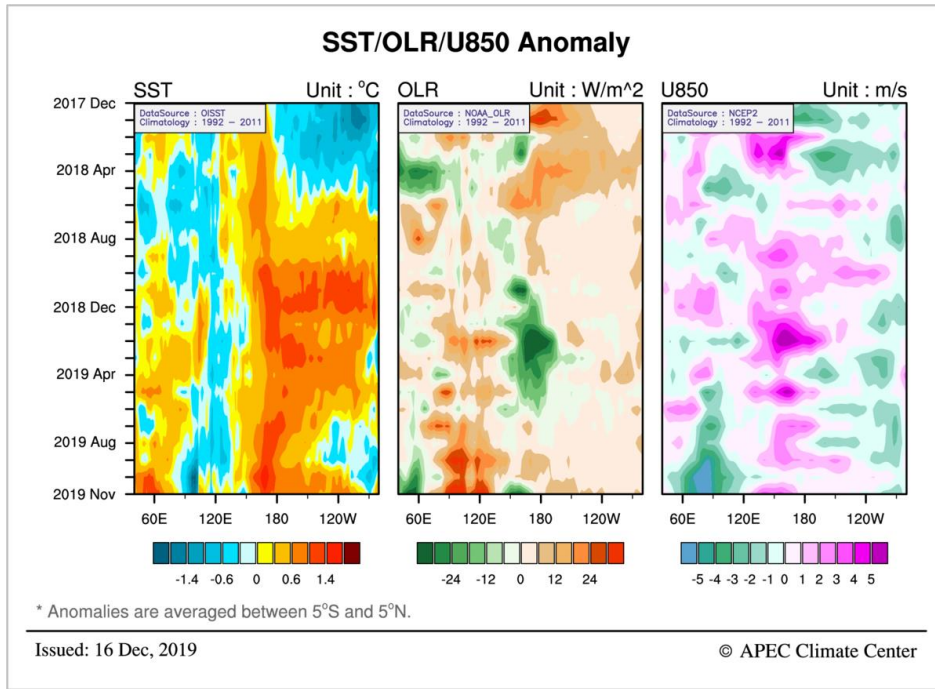 SST/OLR/U850 Anomaly
SST Unit : °C
OLR Unit : W/m^2
U850 Unit : m/s
DataSource : OISST
Climatology : 1992 – 2011
DataSource : NOAA_OLR
Climatology : 1992 – 2011
DataSource : NCEP2
Climatology : 1992 – 2011
2017 Dec
2018 Apr
2018 Aug
2018 Dec
2019 Apr
2019 Aug
2019 Nov
60E 120E 180 120W
60E 120E 180 120W
60E 120E 180 120W
-1.4 -0.6 0 0.6 1.4
-24 -12 0 12 24
-5 -4 -3 -2 -1 0 1 2 3 4 5
* Anomalies are averaged between 5°S and 5°N.
Issued: 16 Dec, 2019
© APEC Climate Center